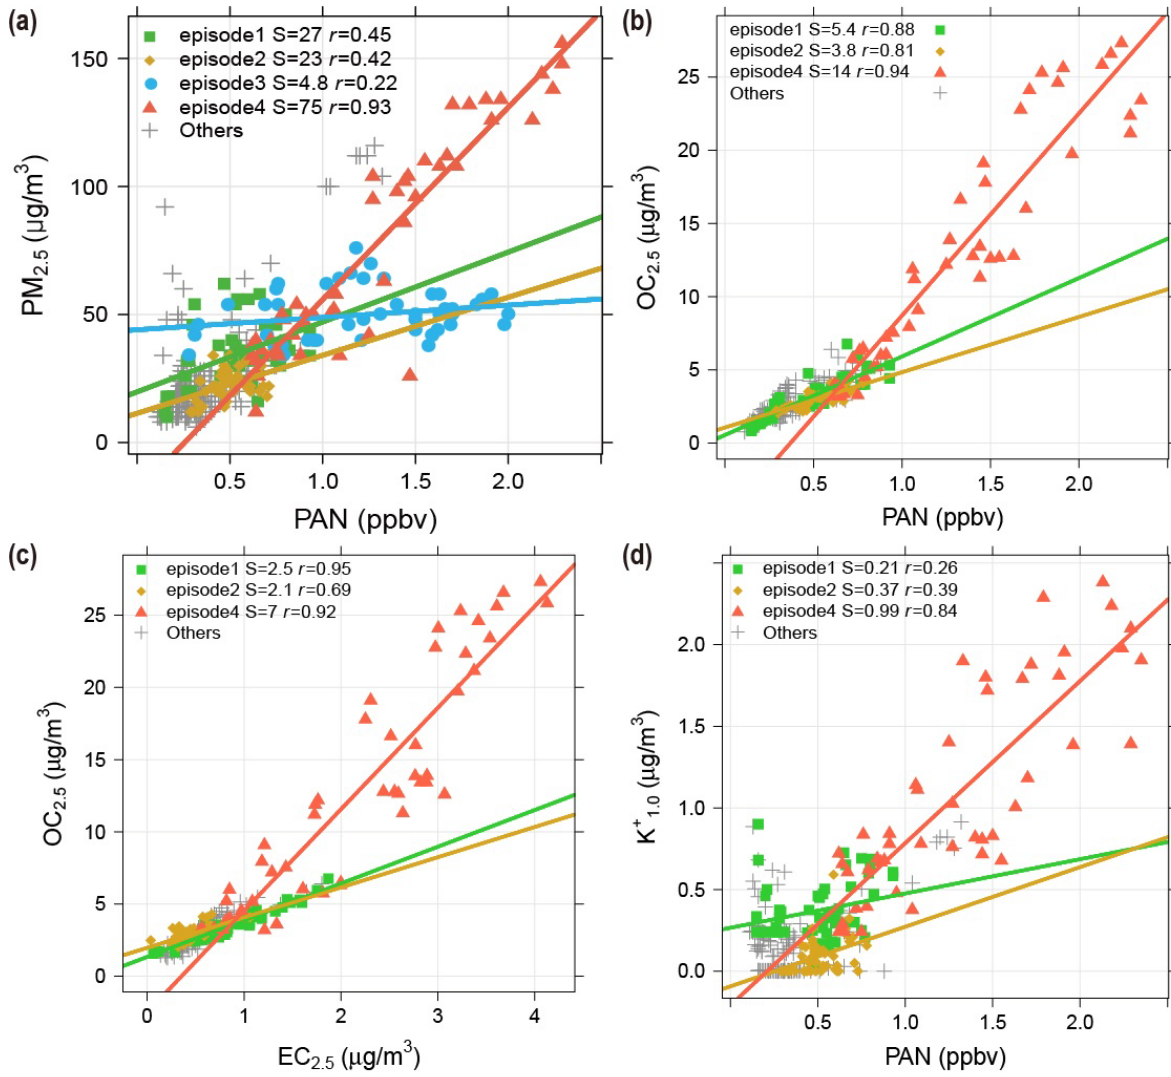 (a)
episode1 S=27 r=0.45
episode2 S=23 r=0.42
episode3 S=4.8 r=0.22
episode4 S=75 r=0.93
Others
PM2.5 (μg/m³)
150
100
50
0
0.5 1.0 1.5 2.0
PAN (ppbv)
(b)
episode1 S=5.4 r=0.88
episode2 S=3.8 r=0.81
episode4 S=14 r=0.94
Others
OC2.5 (μg/m³)
25
20
15
10
5
0
0.5 1.0 1.5 2.0
PAN (ppbv)
(c)
episode1 S=2.5 r=0.95
episode2 S=2.1 r=0.69
episode4 S=7 r=0.92
Others
OC2.5 (μg/m³)
25
20
15
10
5
0
0 1 2 3 4
EC2.5 (μg/m³)
(d)
episode1 S=0.21 r=0.26
episode2 S=0.37 r=0.39
episode4 S=0.99 r=0.84
Others
K⁺1.0 (μg/m³)
2.0
1.5
1.0
0.5
0.0
0.5 1.0 1.5 2.0
PAN (ppbv)